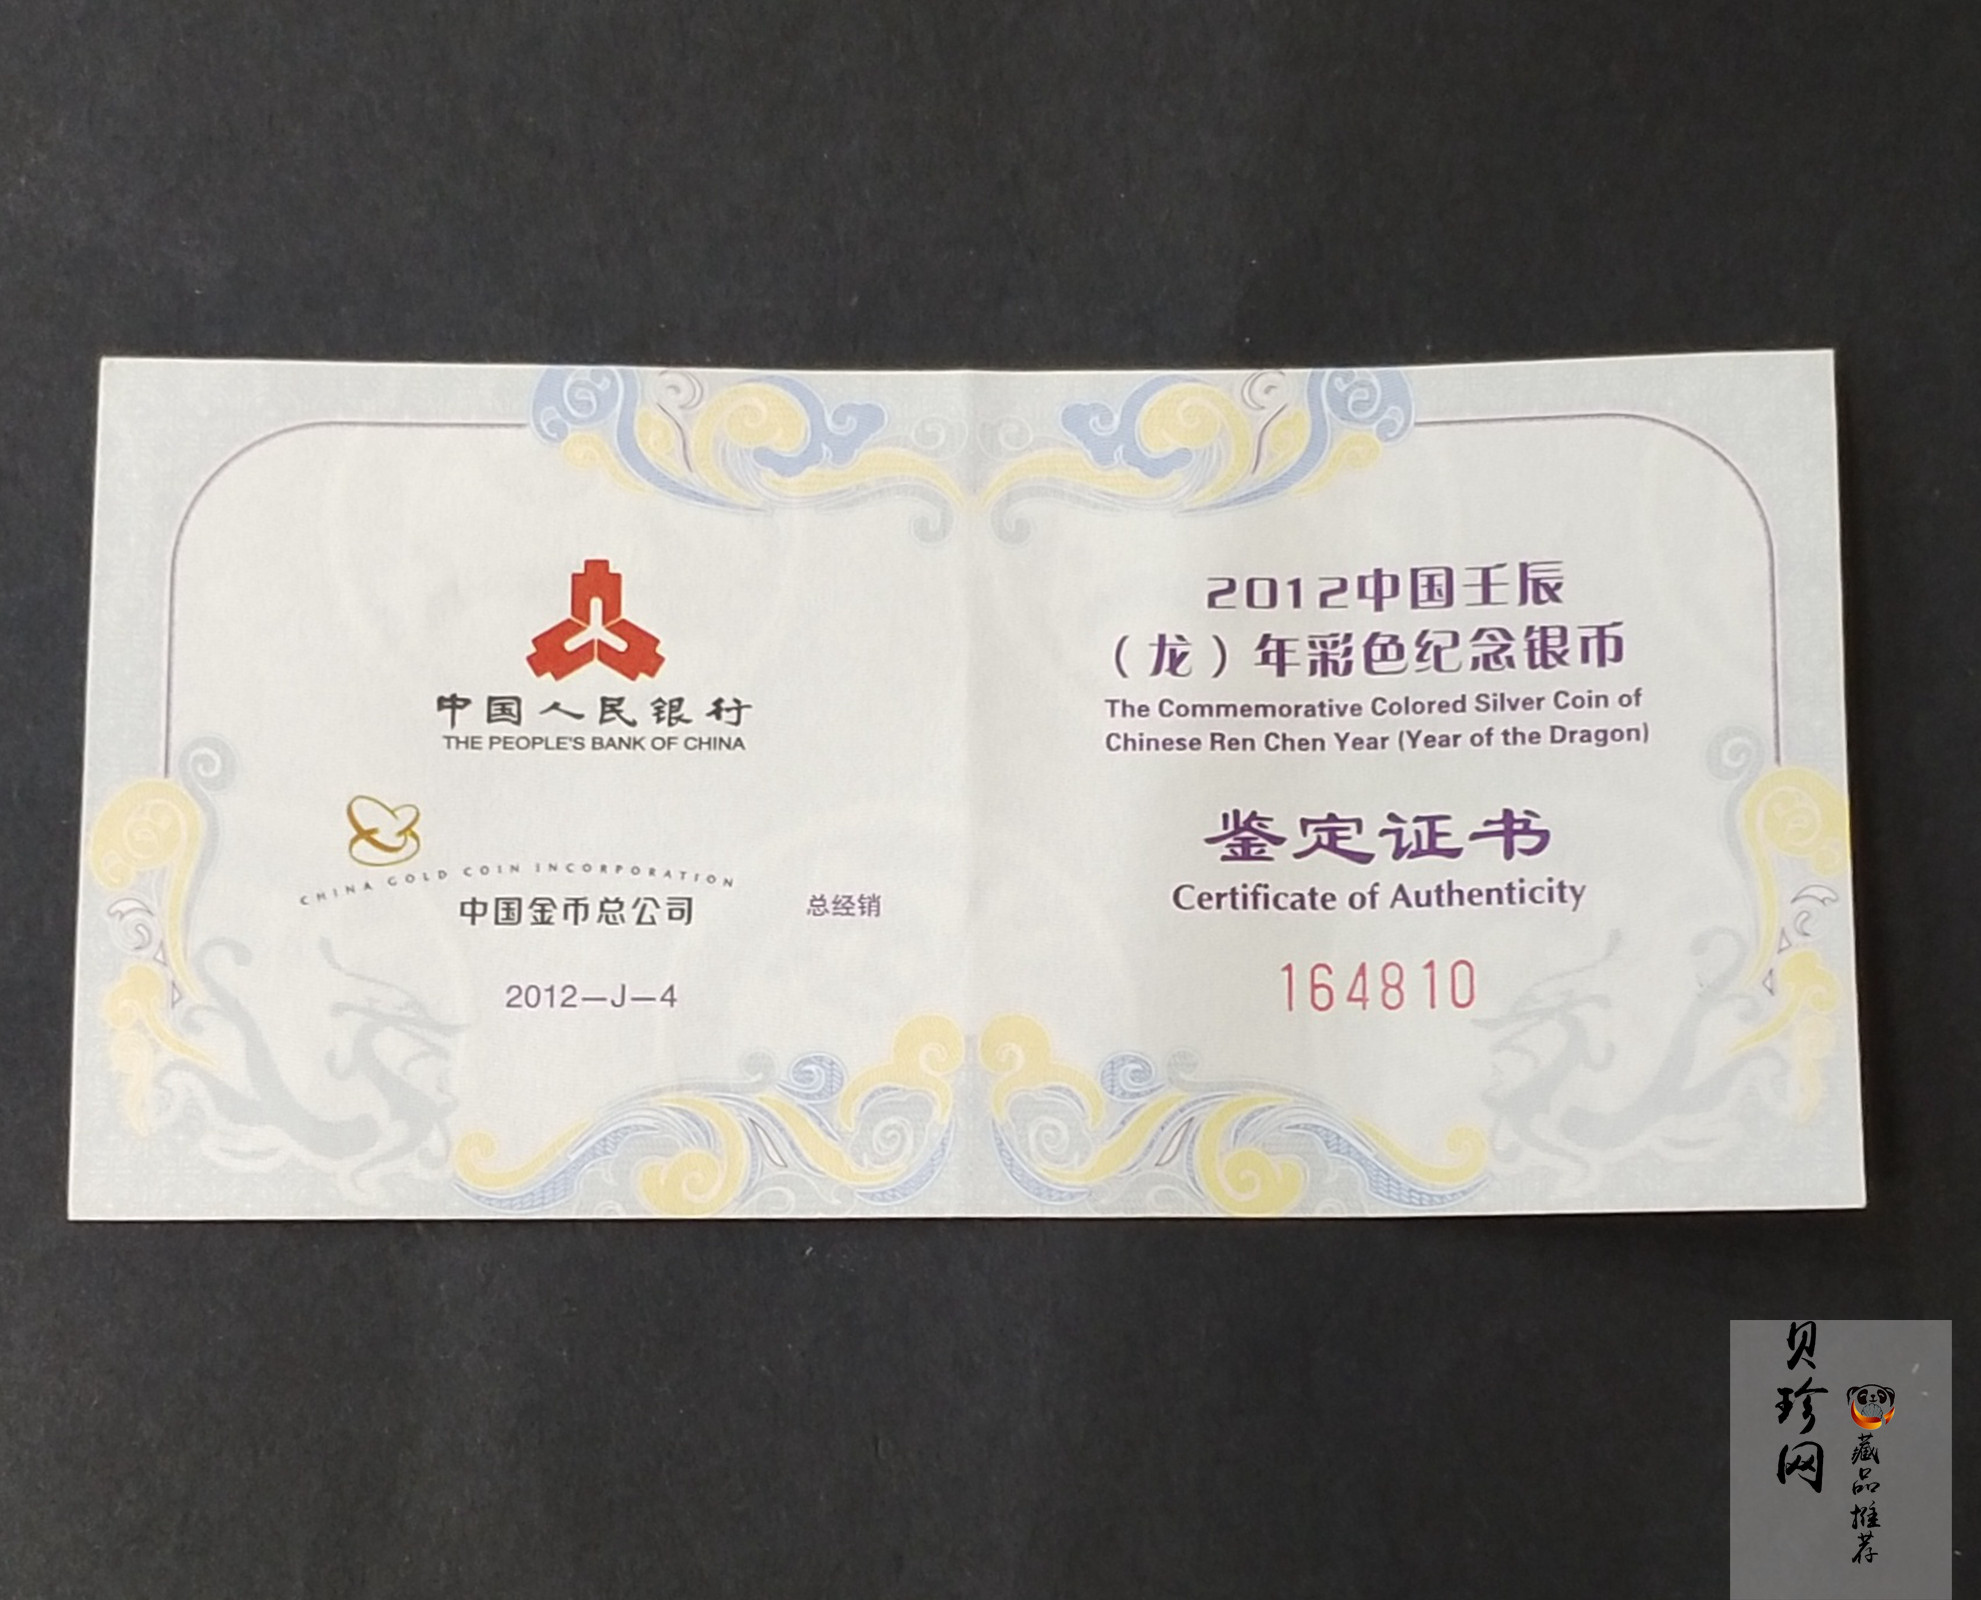 中国人民银行
THE PEOPLE'S BANK OF CHINA
CHINA GOLD COIN INCORPORATION
中国金币总公司 总经销
2012—J—4
2012中国壬辰
（龙）年彩色纪念银币
The Commemorative Colored Silver Coin of
Chinese Ren Chen Year (Year of the Dragon)
鉴定证书
Certificate of Authenticity
164810
贝珍网
藏品推荐